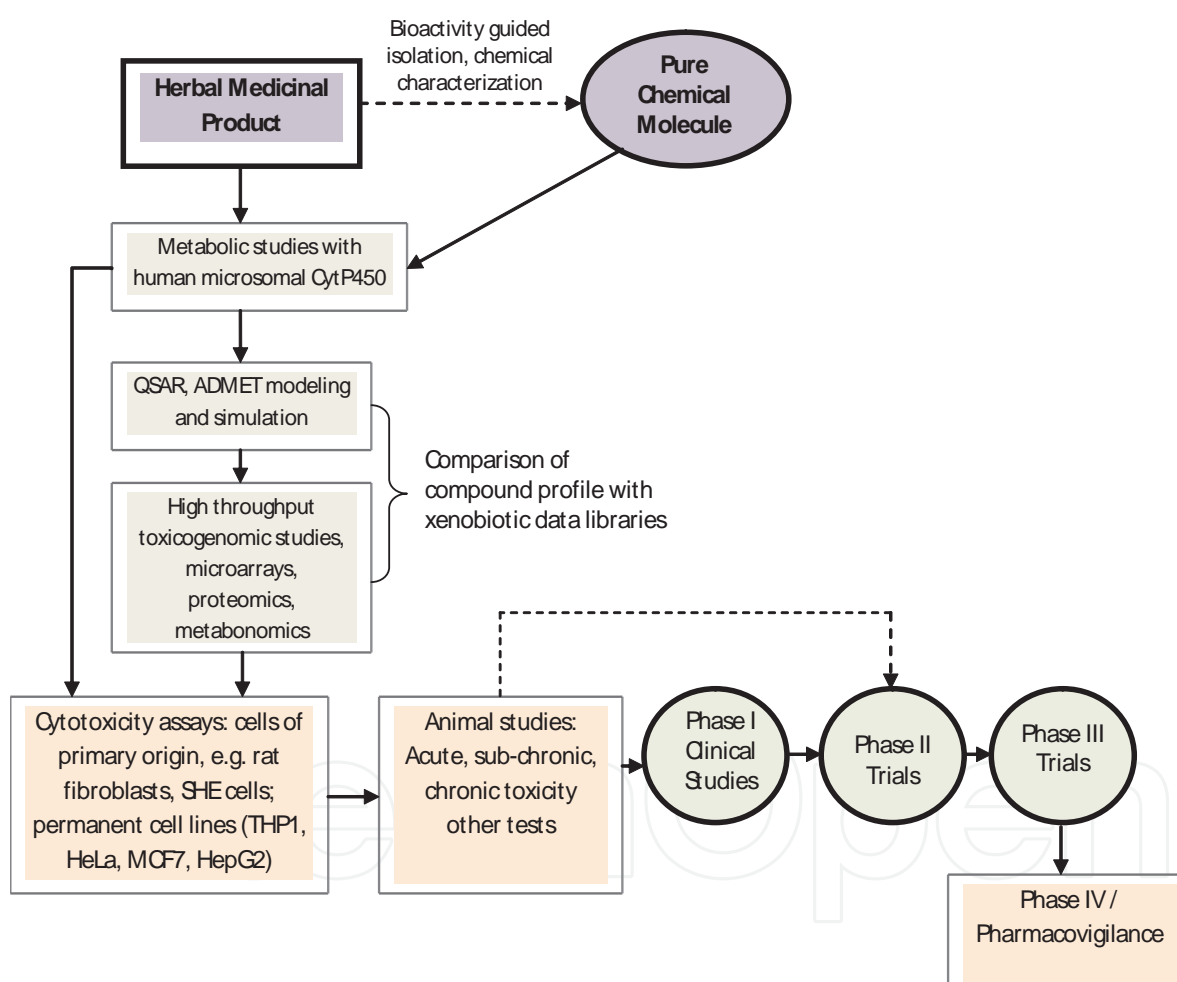 Bioactivity guided
isolation, chemical
characterization
Herbal Medicinal
Product
Pure
Chemical
Molecule
Metabolic studies with
human microsomal CytP450
QSAR, ADMET modeling
and simulation
Comparison of
compound profile with
xenobiotic data libraries
High throughput
toxicogenomic studies,
microarrays,
proteomics,
metabonomics
Cytotoxicity assays: cells of
primary origin, e.g. rat
fibroblasts, SHE cells;
permanent cell lines (THP1,
HeLa, MCF7, HepG2)
Animal studies:
Acute, sub-chronic,
chronic toxicity
other tests
Phase I
Clinical
Studies
Phase II
Trials
Phase III
Trials
Phase IV /
Pharmacovigilance